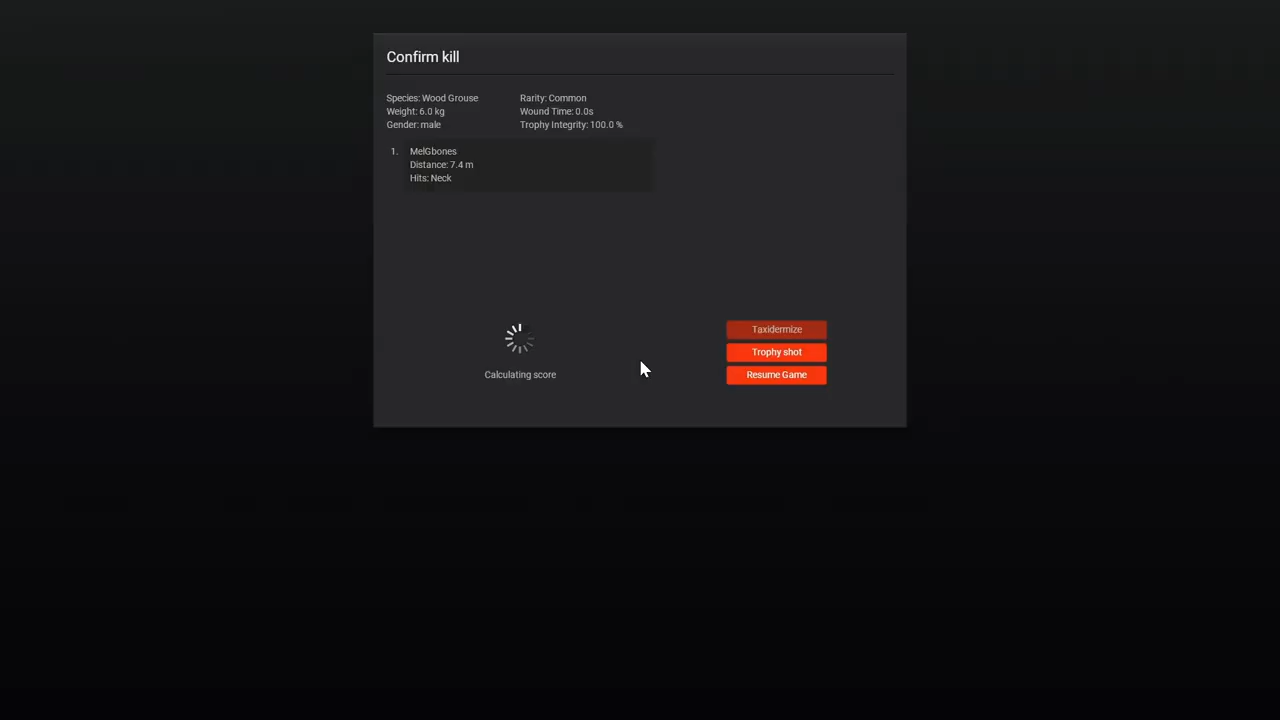 Confirm kill
Species: Wood Grouse
Rarity: Common
Weight: 6.0 kg
Wound Time: 0.0s
Gender: male
Trophy Integrity: 100.0 %
1. MelGbones
Distance: 7.4 m
Hits: Neck
Calculating score
Taxidermize
Trophy shot
Resume Game